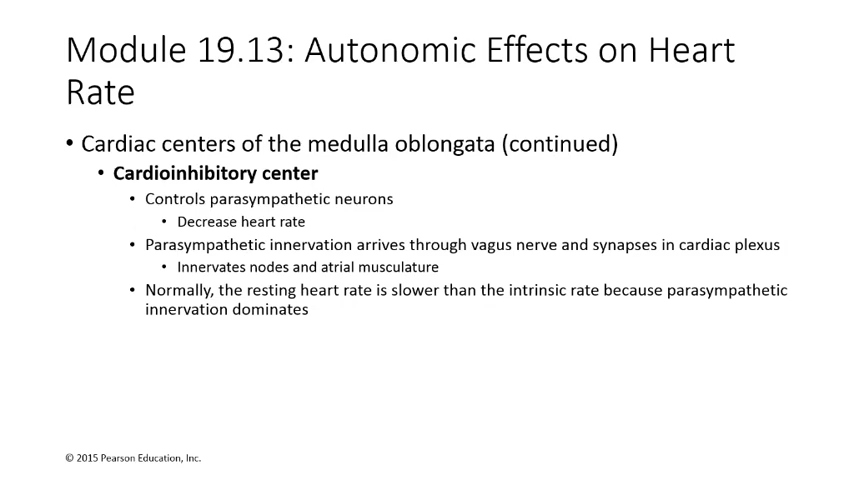 Module 19.13: Autonomic Effects on Heart
Rate
• Cardiac centers of the medulla oblongata (continued)
• Cardioinhibitory center
• Controls parasympathetic neurons
• Decrease heart rate
• Parasympathetic innervation arrives through vagus nerve and synapses in cardiac plexus
• Innervates nodes and atrial musculature
• Normally, the resting heart rate is slower than the intrinsic rate because parasympathetic
innervation dominates
© 2015 Pearson Education, Inc.